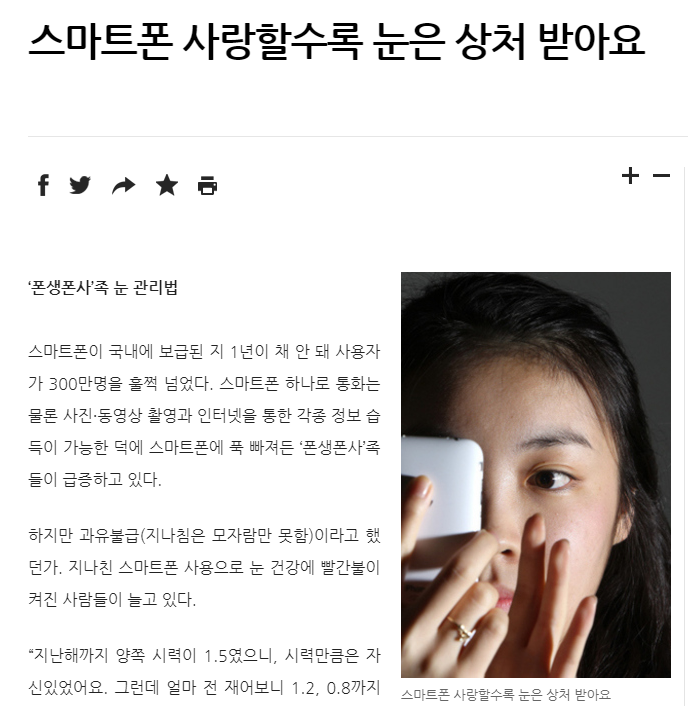 스마트폰 사랑할수록 눈은 상처 받아요
‘폰생폰사’족 눈 관리법
스마트폰이 국내에 보급된 지 1년이 채 안 돼 사용자
가 300만명을 훌쩍 넘었다. 스마트폰 하나로 통화는
물론 사진·동영상 촬영과 인터넷을 통한 각종 정보 습
득이 가능한 덕에 스마트폰에 푹 빠져든 ‘폰생폰사’족
들이 급증하고 있다.
하지만 과유불급(지나침은 모자람만 못함)이라고 했
던가. 지나친 스마트폰 사용으로 눈 건강에 빨간불이
켜진 사람들이 늘고 있다.
“지난해까지 양쪽 시력이 1.5였으니, 시력만큼은 자
신있었어요. 그런데 얼마 전 재어보니 1.2, 0.8까지
스마트폰 사랑할수록 눈은 상처 받아요